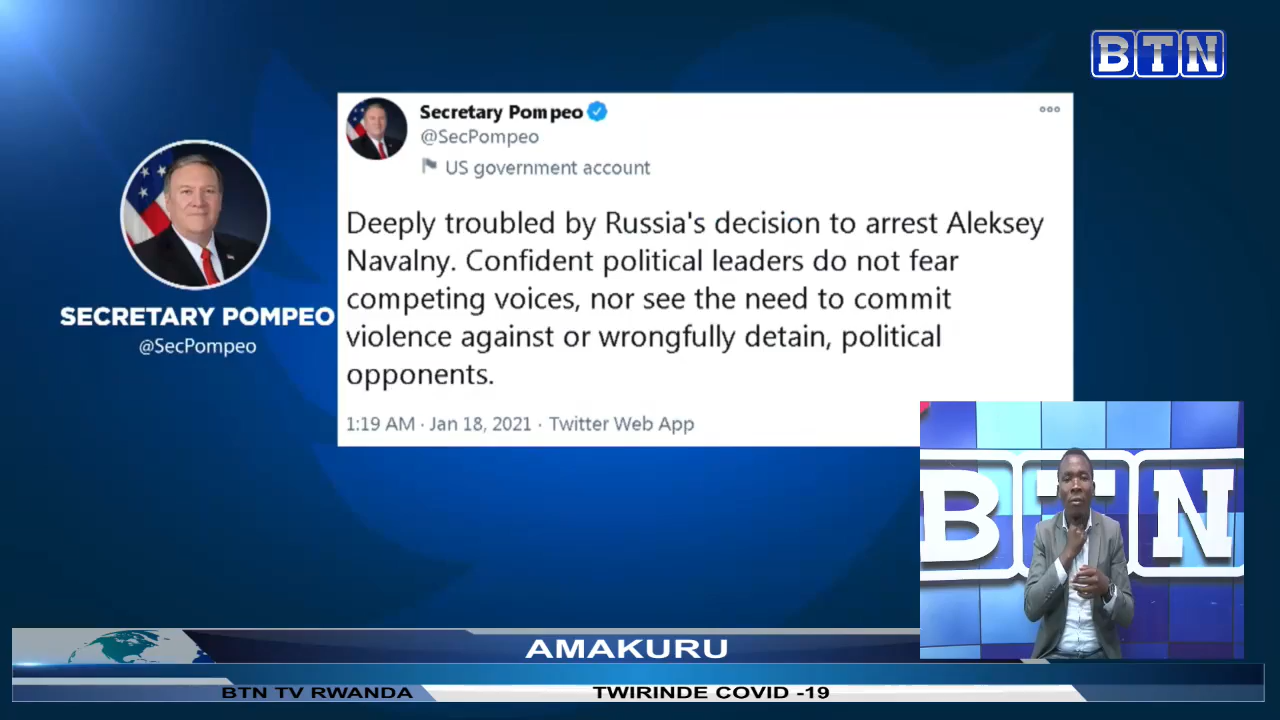 BTN
Secretary Pompeo
@SecPompeo
US government account
Deeply troubled by Russia's decision to arrest Aleksey
Navalny. Confident political leaders do not fear
competing voices, nor see the need to commit
violence against or wrongfully detain, political
opponents.
1:19 AM · Jan 18, 2021 · Twitter Web App
SECRETARY POMPEO
@SecPompeo
BTN
AMAKURU
BTN TV RWANDA
TWIRINDE COVID -19